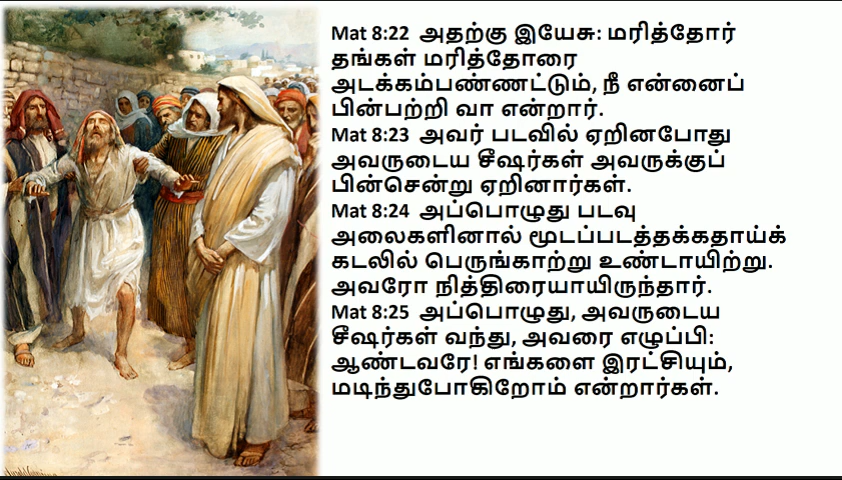 Mat 8:22 அதற்கு இயேசு: மரித்தோர்
தங்கள் மரித்தோரை
அடக்கம்பண்ணட்டும், நீ என்னைப்
பின்பற்றி வா என்றார்.
Mat 8:23 அவர் படவில் ஏறினபோது
அவருடைய சீஷர்கள் அவருக்குப்
பின்சென்று ஏறினார்கள்.
Mat 8:24 அப்பொழுது படவு
அலைகளினால் மூடப்படத்தக்கதாய்க்
கடலில் பெருங்காற்று உண்டாயிற்று.
அவரோ நித்திரையாயிருந்தார்.
Mat 8:25 அப்பொழுது, அவருடைய
சீஷர்கள் வந்து, அவரை எழுப்பி:
ஆண்டவரே! எங்களை இரட்சியும்,
மடிந்துபோகிறோம் என்றார்கள்.